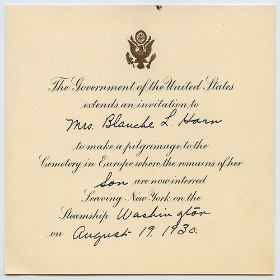 The Government of the United States
extends an invitation to
Mrs. Blanche L. Horn
to make a pilgrimage to the
Cemetery in Europe where the remains of her
Son are now interred
Leaving New York on the
Steamship Washington
on August 19, 1930.